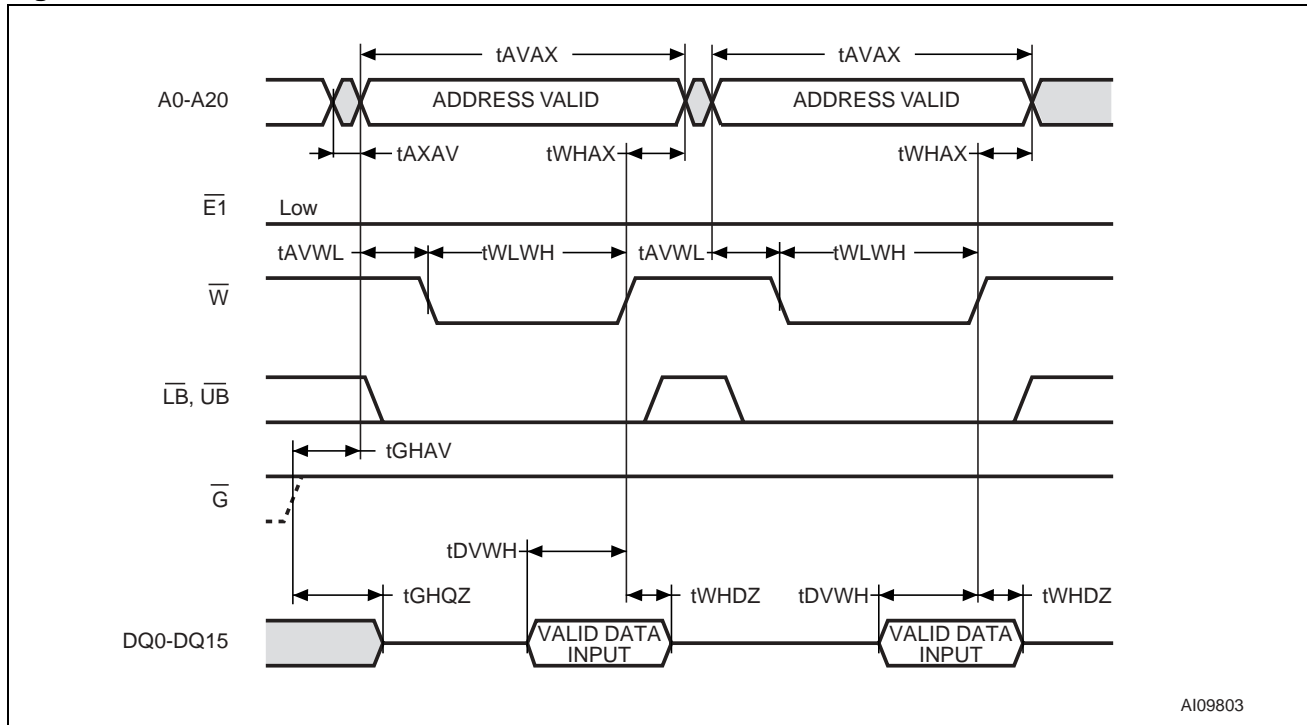 tAVAX tAVAX
A0-A20 ADDRESS VALID ADDRESS VALID
tAXAV tWHAX tWHAX
E1 Low
tAVWL tWLWH tAVWL tWLWH
W
LB, UB
tGHAV
G
tDVWH
tGHQZ tWHDZ tDVWH tWHDZ
DQ0-DQ15 VALID DATA VALID DATA
INPUT INPUT
AI09803